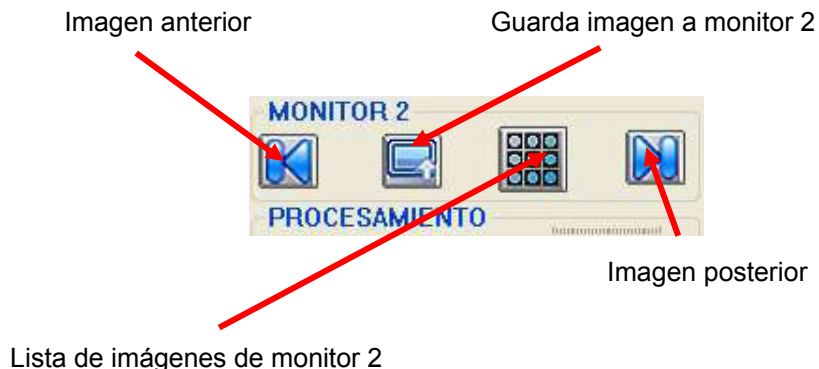 Imagen anterior
Guarda imagen a monitor 2
MONITOR 2
PROCESAMIENTO
Imagen posterior
Lista de imágenes de monitor 2